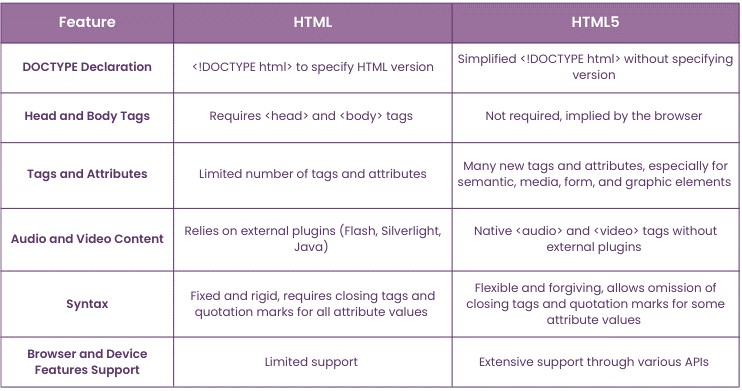 Feature HTML HTML5
DOCTYPE Declaration <!DOCTYPE html> to specify HTML version Simplified <!DOCTYPE html> without specifying
version
Head and Body Tags Requires <head> and <body> tags Not required, implied by the browser
Tags and Attributes Limited number of tags and attributes Many new tags and attributes, especially for
semantic, media, form, and graphic elements
Audio and Video Content Relies on external plugins (Flash, Silverlight,
Java)
Native <audio> and <video> tags without
external plugins
Syntax Fixed and rigid, requires closing tags and
quotation marks for all attribute values
Flexible and forgiving, allows omission of
closing tags and quotation marks for some
attribute values
Browser and Device
Features Support
Limited support Extensive support through various APIs